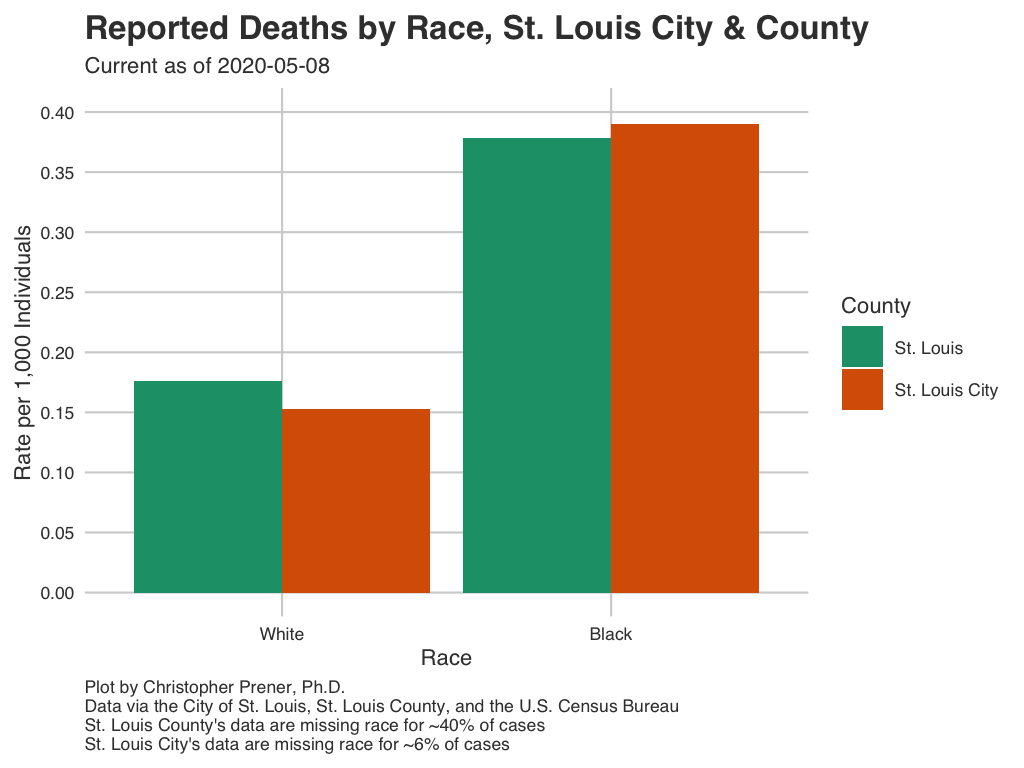 Reported Deaths by Race, St. Louis City & County
Current as of 2020-05-08
0.40
0.35
0.30
0.25
0.20
0.15
0.10
0.05
0.00
Rate per 1,000 Individuals
White
Black
Race
County
St. Louis
St. Louis City
Plot by Christopher Prener, Ph.D.
Data via the City of St. Louis, St. Louis County, and the U.S. Census Bureau
St. Louis County's data are missing race for ~40% of cases
St. Louis City's data are missing race for ~6% of cases